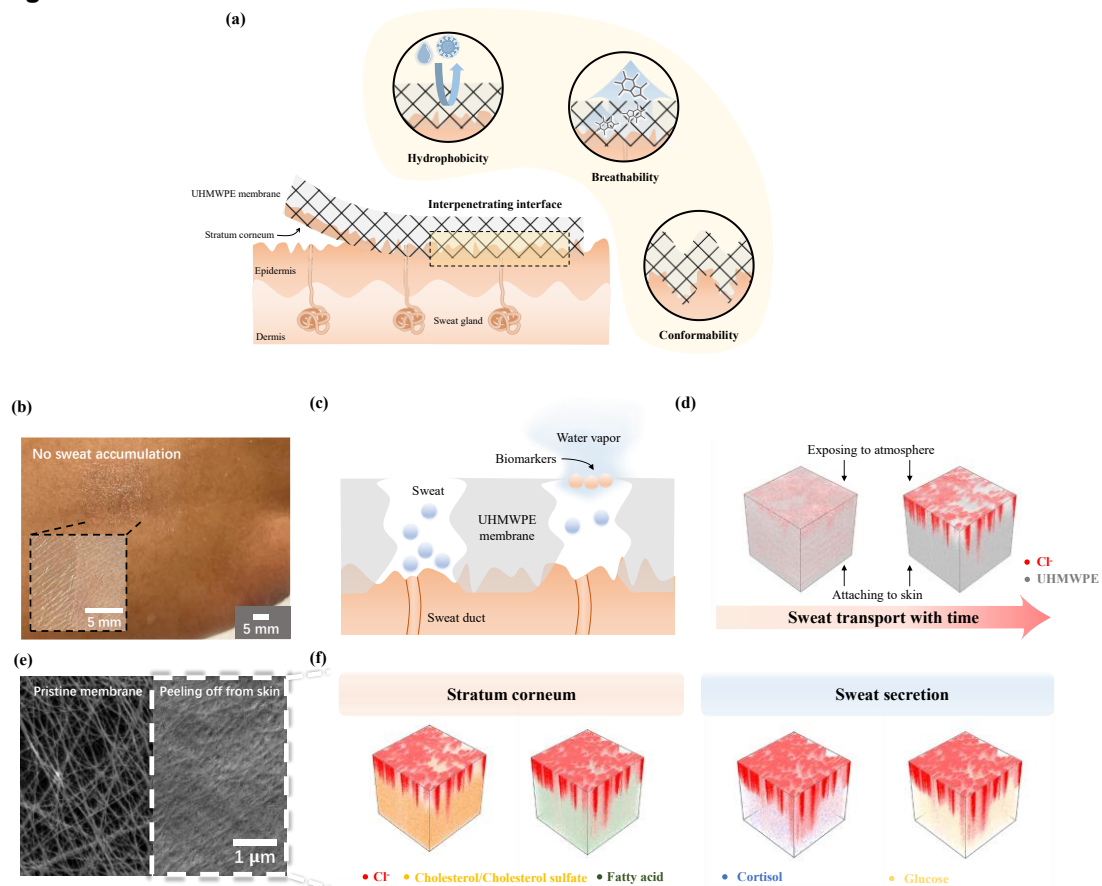 (a)
Hydrophobicity
Breathability
UHMWPE membrane
Interpenetrating interface
Stratum corneum
Epidermis
Sweat gland
Dermis
Conformability
(b)
No sweat accumulation
5 mm
5 mm
(c)
Water vapor
Biomarkers
Sweat
UHMWPE
membrane
Sweat duct
(d)
Exposing to atmosphere
Cl-
UHMWPE
Attaching to skin
Sweat transport with time
(e)
Pristine membrane
Peeling off from skin
1 μm
(f)
Stratum corneum
Sweat secretion
Cl-
Cholesterol/Cholesterol sulfate
Fatty acid
Cortisol
Glucose